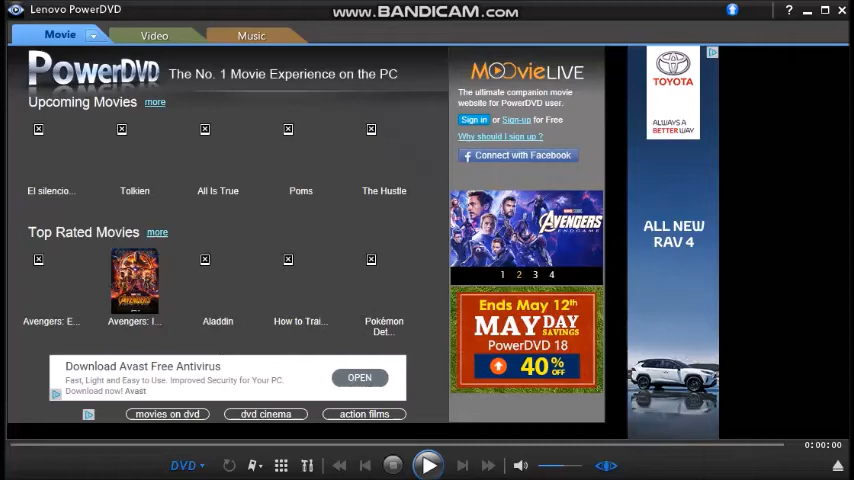 Lenovo PowerDVD
www.BANDICAM.com
?
Movie
Video
Music
PowerDVD
The No. 1 Movie Experience on the PC
Upcoming Movies more
El silencio...
Tolkien
All Is True
Poms
The Hustle
Top Rated Movies more
Avengers: E...
Avengers: I...
Aladdin
How to Trai...
Pokémon
Det...
Download Avast Free Antivirus
Fast, Light and Easy to Use. Improved Security for Your PC.
Download now! Avast
OPEN
movies on dvd
dvd cinema
action films
MOOvieLIVE
The ultimate companion movie
website for PowerDVD user.
Sign in or Sign-up for Free
Why should I sign up ?
f Connect with Facebook
AVENGERS
ENDGAME
1 2 3 4
Ends May 12th
MAY DAY
SAVINGS
PowerDVD 18
40% OFF
TOYOTA
ALWAYS A
BETTER WAY
ALL NEW
RAV 4
0:00:00
DVD